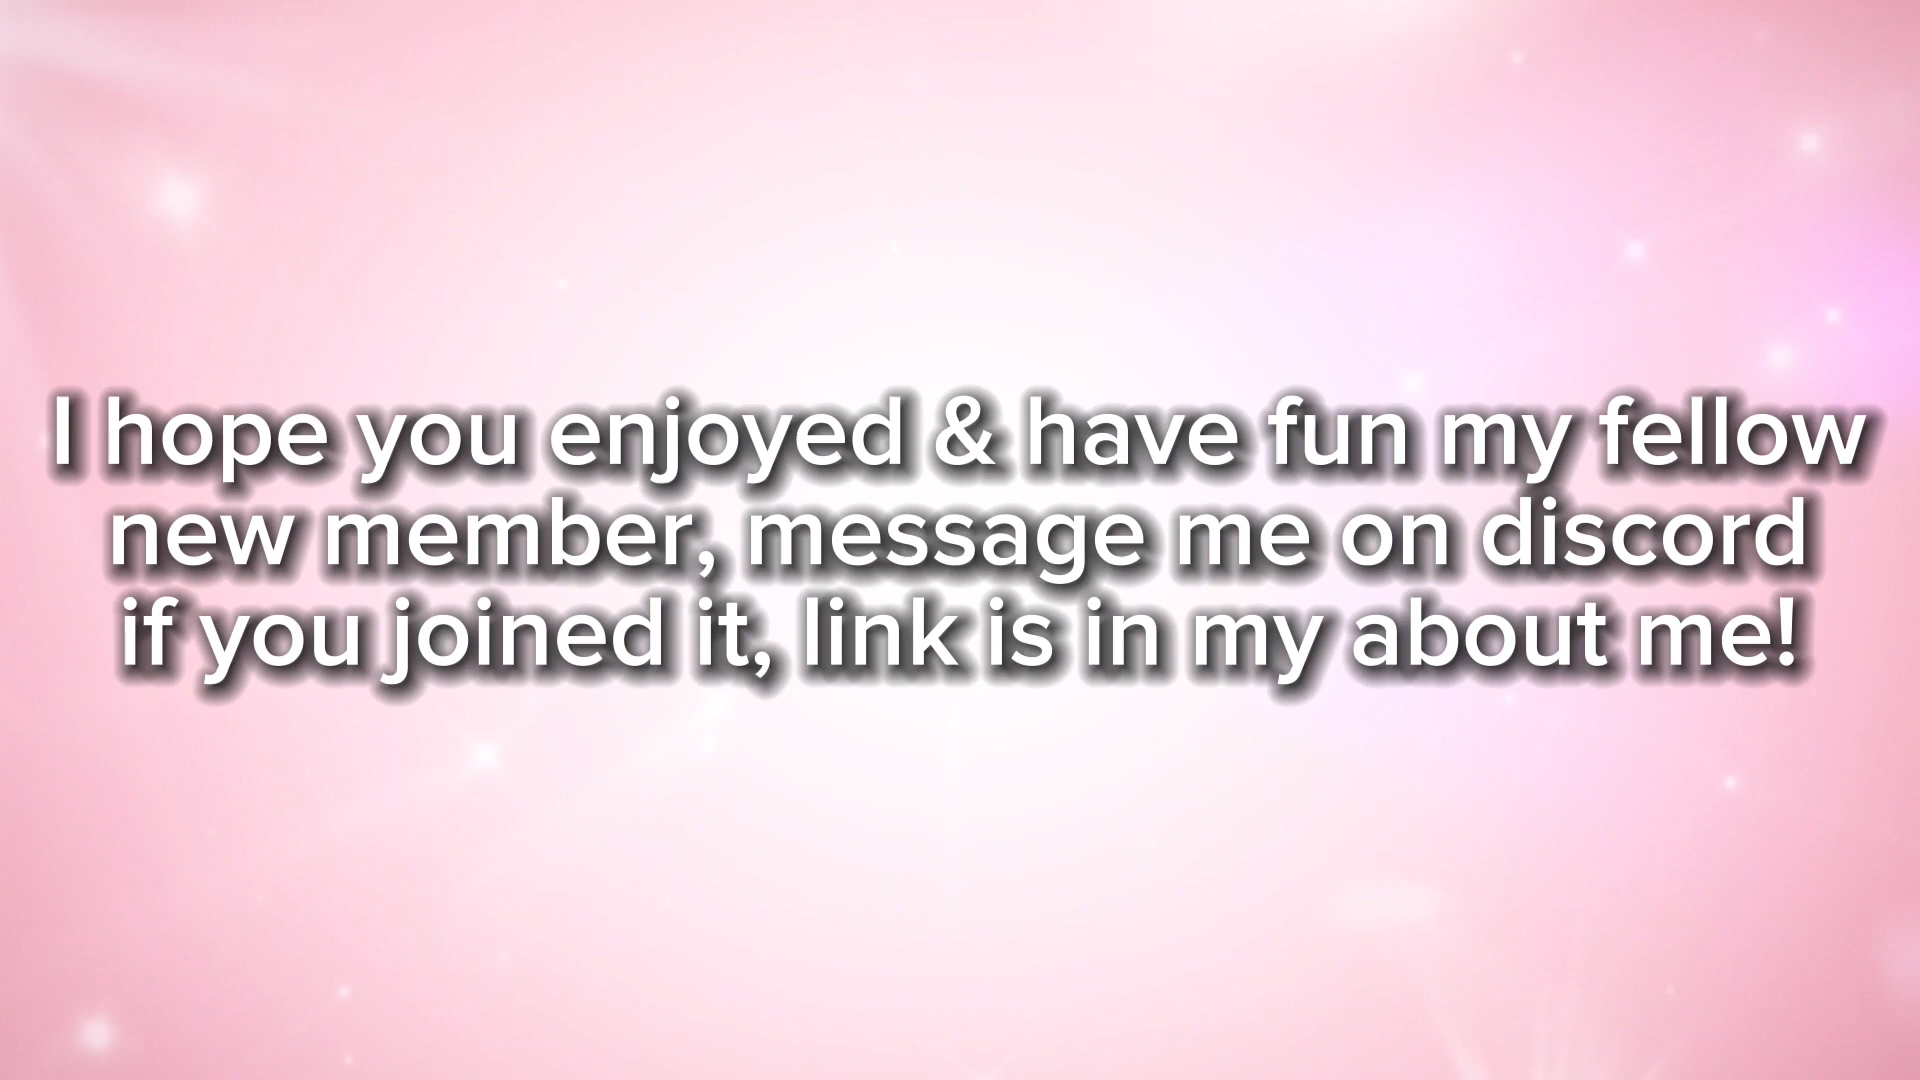 I hope you enjoyed & have fun my fellow
new member, message me on discord
if you joined it, link is in my about me!